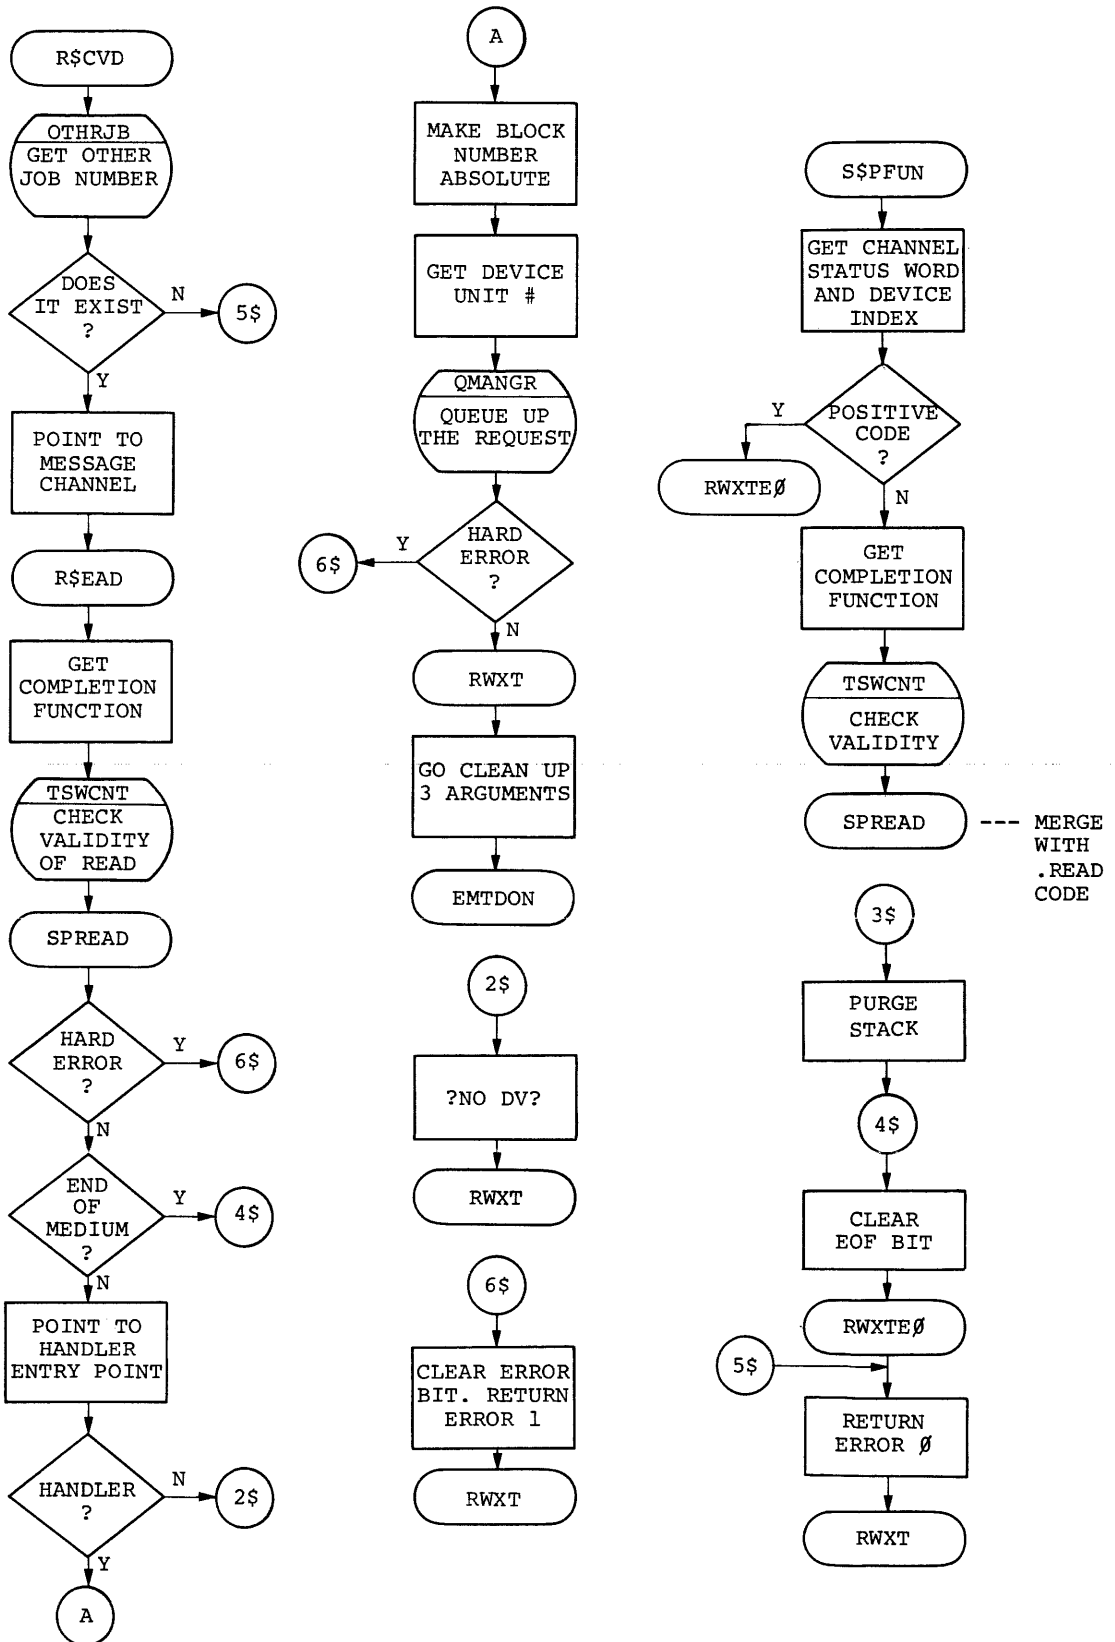 R$CVD
OTHRJB
GET OTHER
JOB NUMBER
DOES
IT EXIST
?
N
5$
Y
POINT TO
MESSAGE
CHANNEL
R$EAD
GET
COMPLETION
FUNCTION
TSWCNT
CHECK
VALIDITY
OF READ
SPREAD
HARD
ERROR
?
Y
6$
N
END
OF
MEDIUM
?
Y
4$
N
POINT TO
HANDLER
ENTRY POINT
HANDLER
?
N
2$
Y
A
A
MAKE BLOCK
NUMBER
ABSOLUTE
GET DEVICE
UNIT #
QMANGR
QUEUE UP
THE REQUEST
HARD
ERROR
?
Y
6$
N
RWXT
GO CLEAN UP
3 ARGUMENTS
EMTDON
2$
?NO DV?
RWXT
6$
CLEAR ERROR
BIT. RETURN
ERROR 1
RWXT
S$PFUN
GET CHANNEL
STATUS WORD
AND DEVICE
INDEX
POSITIVE
CODE
?
Y
RWXTEØ
N
GET
COMPLETION
FUNCTION
TSWCNT
CHECK
VALIDITY
SPREAD --- MERGE
WITH
.READ
CODE
3$
PURGE
STACK
4$
CLEAR
EOF BIT
RWXTEØ
5$
RETURN
ERROR Ø
RWXT